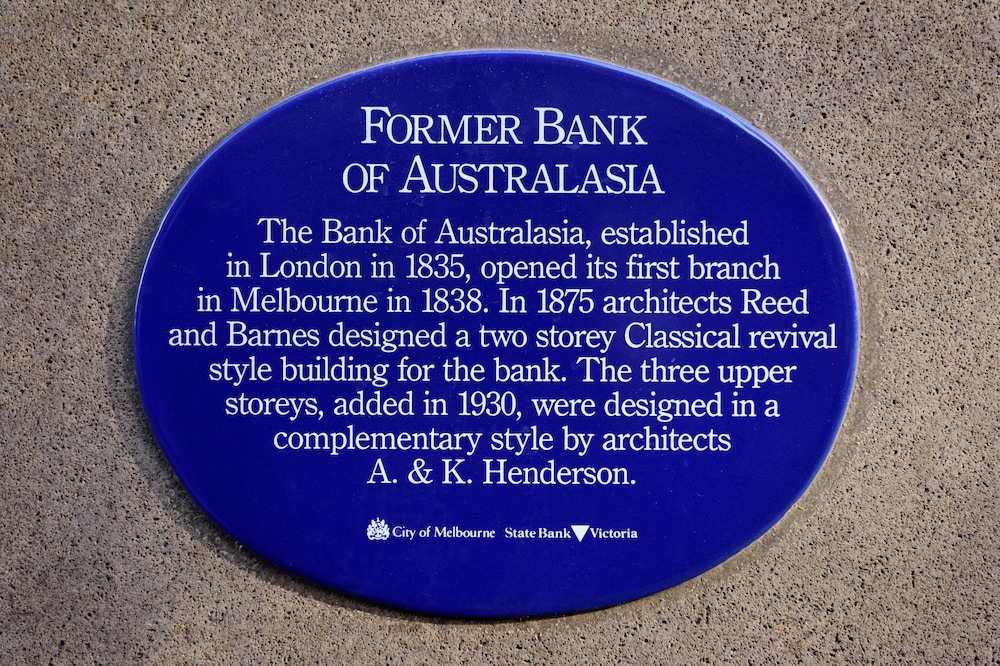 FORMER BANK
OF AUSTRALASIA
The Bank of Australasia, established
in London in 1835, opened its first branch
in Melbourne in 1838. In 1875 architects Reed
and Barnes designed a two storey Classical revival
style building for the bank. The three upper
storeys, added in 1930, were designed in a
complementary style by architects
A. & K. Henderson.
City of Melbourne State Bank Victoria